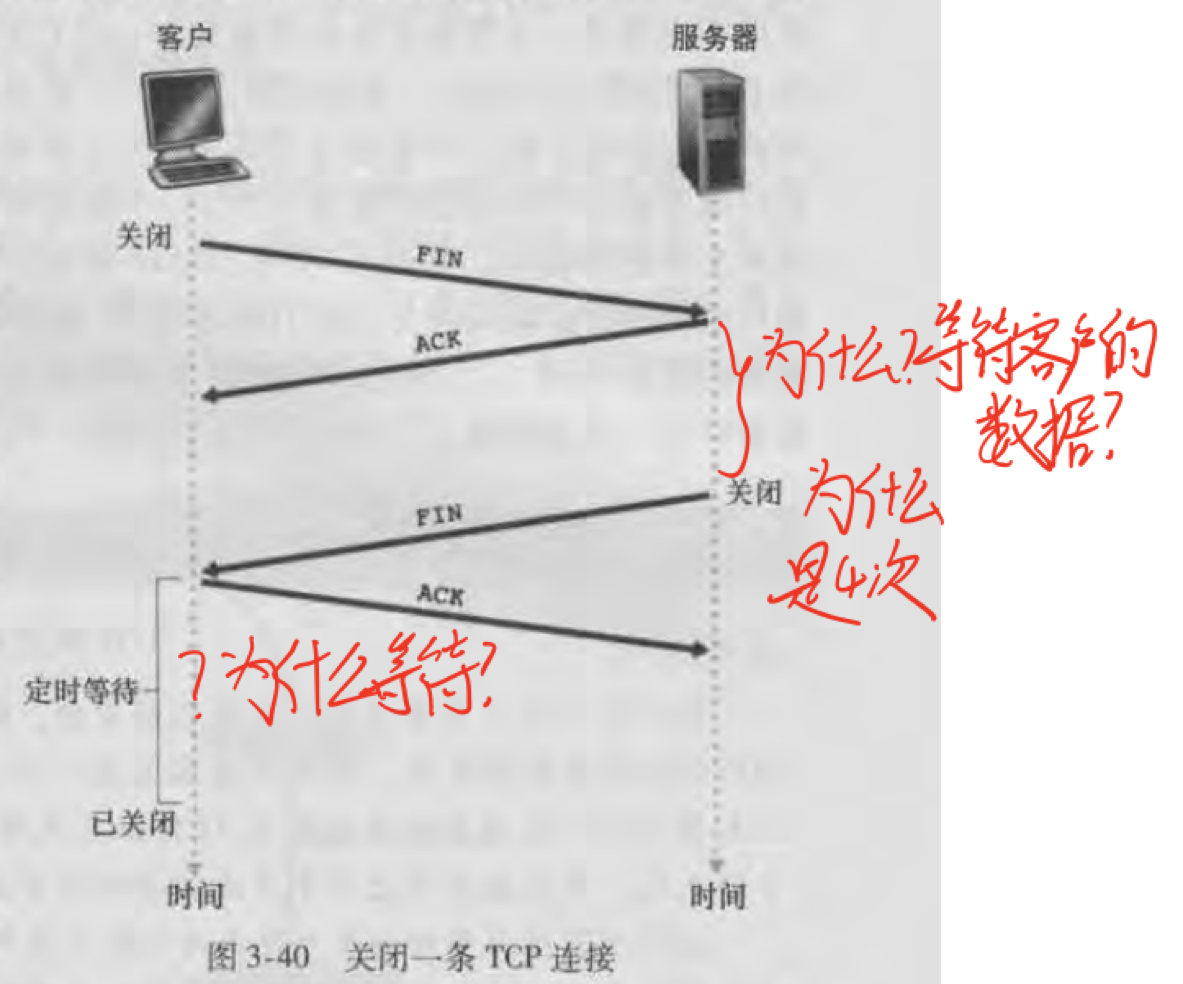 客户
服务器
关闭
FIN
ACK
为什么?等待客户的
数据?
关闭
为什么
是4次
FIN
ACK
?为什么等待?
定时等待
已关闭
时间
时间
图 3-40 关闭一条 TCP 连接